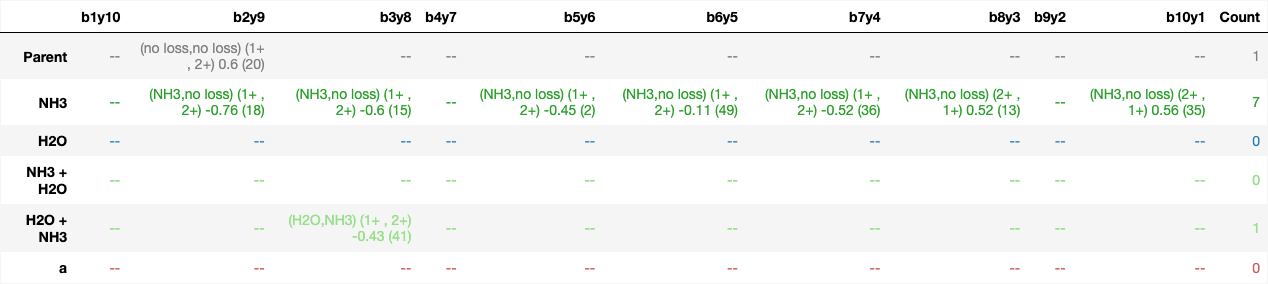 b1y10 b2y9 b3y8 b4y7 b5y6 b6y5 b7y4 b8y3 b9y2 b10y1 Count
Parent -- (no loss,no loss) (1+ , 2+) 0.6 (20) -- -- -- -- -- -- -- -- 1
NH3 -- (NH3,no loss) (1+ , 2+) -0.76 (18) (NH3,no loss) (1+ , 2+) -0.6 (15) -- (NH3,no loss) (1+ , 2+) -0.45 (2) (NH3,no loss) (1+ , 2+) -0.11 (49) (NH3,no loss) (1+ , 2+) -0.52 (36) (NH3,no loss) (2+ , 1+) 0.52 (13) -- (NH3,no loss) (2+ , 1+) 0.56 (35) 7
H2O -- -- -- -- -- -- -- -- -- -- 0
NH3 + H2O -- -- -- -- -- -- -- -- -- -- 0
H2O + NH3 -- -- (H2O,NH3) (1+ , 2+) -0.43 (41) -- -- -- -- -- -- -- 1
a -- -- -- -- -- -- -- -- -- -- 0